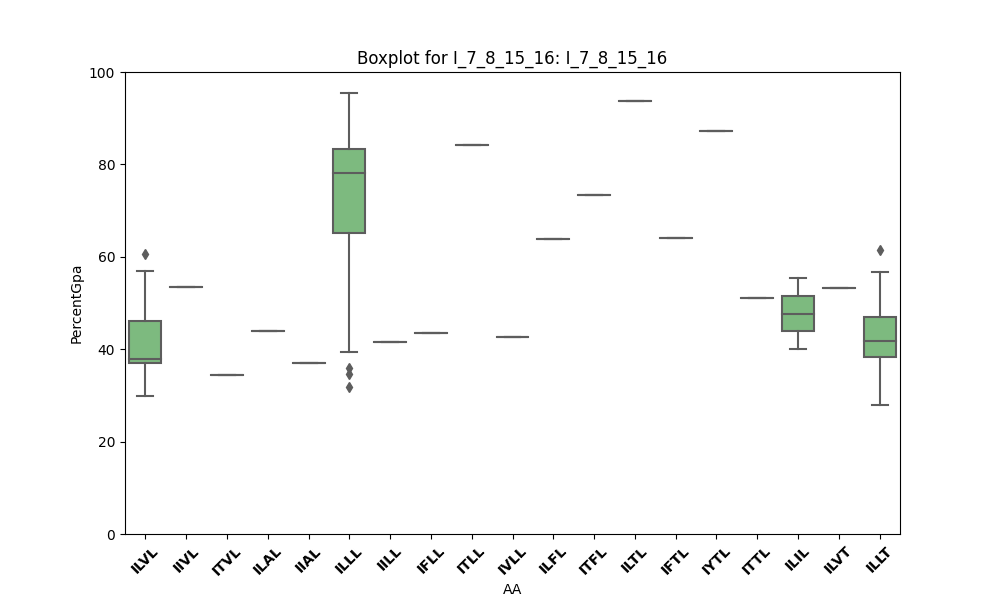 Boxplot for I_7_8_15_16: I_7_8_15_16
100
80
60
40
20
0
PercentGpa
ILVL IIVL ITVL ILAL IIAL ILLL IILL IFLL ITLL IVLL ILFL ITFL ILTL IFTL IYTL ITTL ILIL ILVT ILLT
AA